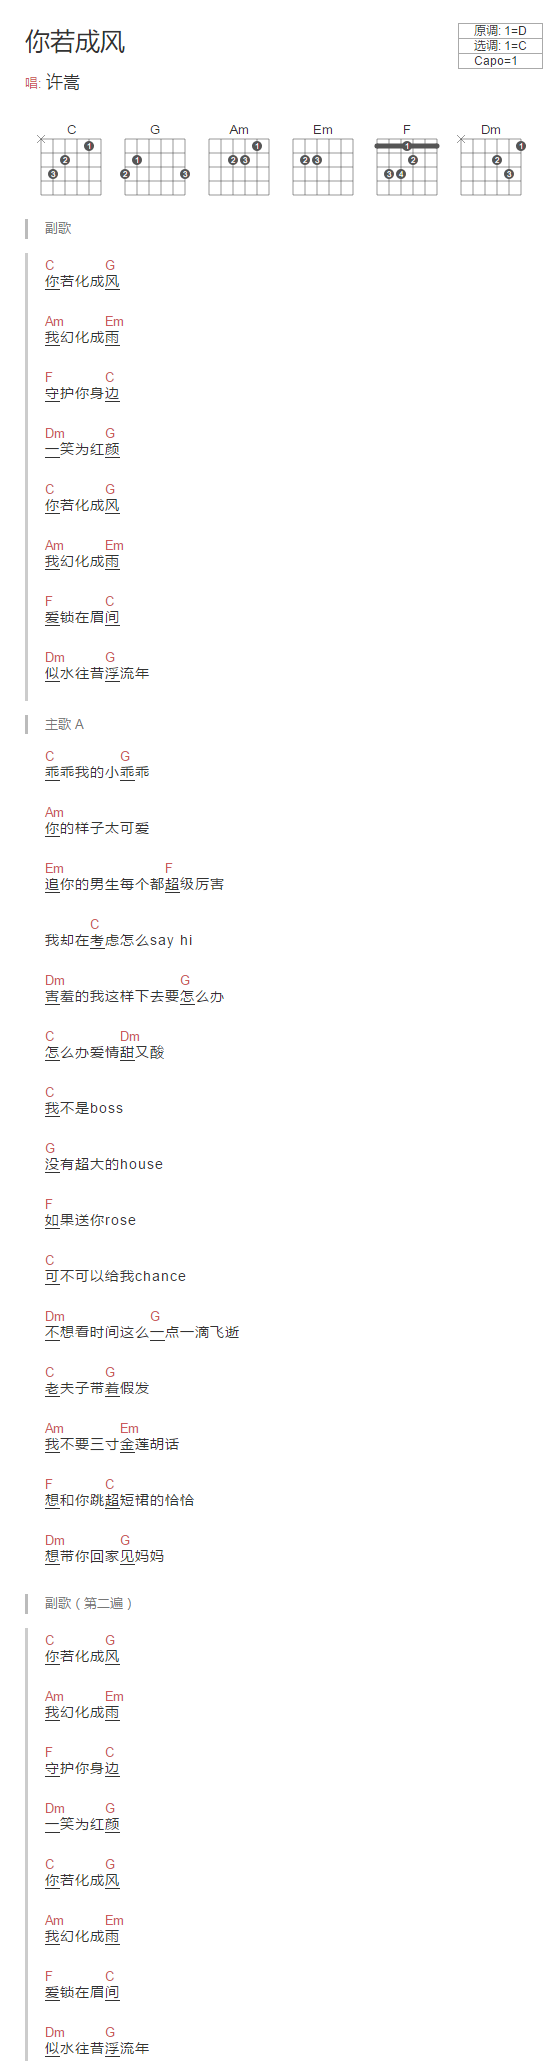 你若成风
原调: 1=D
选调: 1=C
Capo=1
唱: 许嵩
C G Am Em F Dm
副歌
C G
你若化成风
Am Em
我幻化成雨
F C
守护你身边
Dm G
一笑为红颜
C G
你若化成风
Am Em
我幻化成雨
F C
爱锁在眉间
Dm G
似水往昔浮流年
主歌 A
C G
乖乖我的小乖乖
Am
你的样子太可爱
Em F
追你的男生每个都超级厉害
C
我却在考虑怎么say hi
Dm G
害羞的我这样下去要怎么办
C Dm
怎么办爱情甜又酸
C
我不是boss
G
没有超大的house
F
如果送你rose
C
可不可以给我chance
Dm G
不想看时间这么一点一滴飞逝
C G
老夫子带着假发
Am Em
我不要三寸金莲胡话
F C
想和你跳超短裙的恰恰
Dm G
想带你回家见妈妈
副歌 ( 第二遍 )
C G
你若化成风
Am Em
我幻化成雨
F C
守护你身边
Dm G
一笑为红颜
C G
你若化成风
Am Em
我幻化成雨
F C
爱锁在眉间
Dm G
似水往昔浮流年